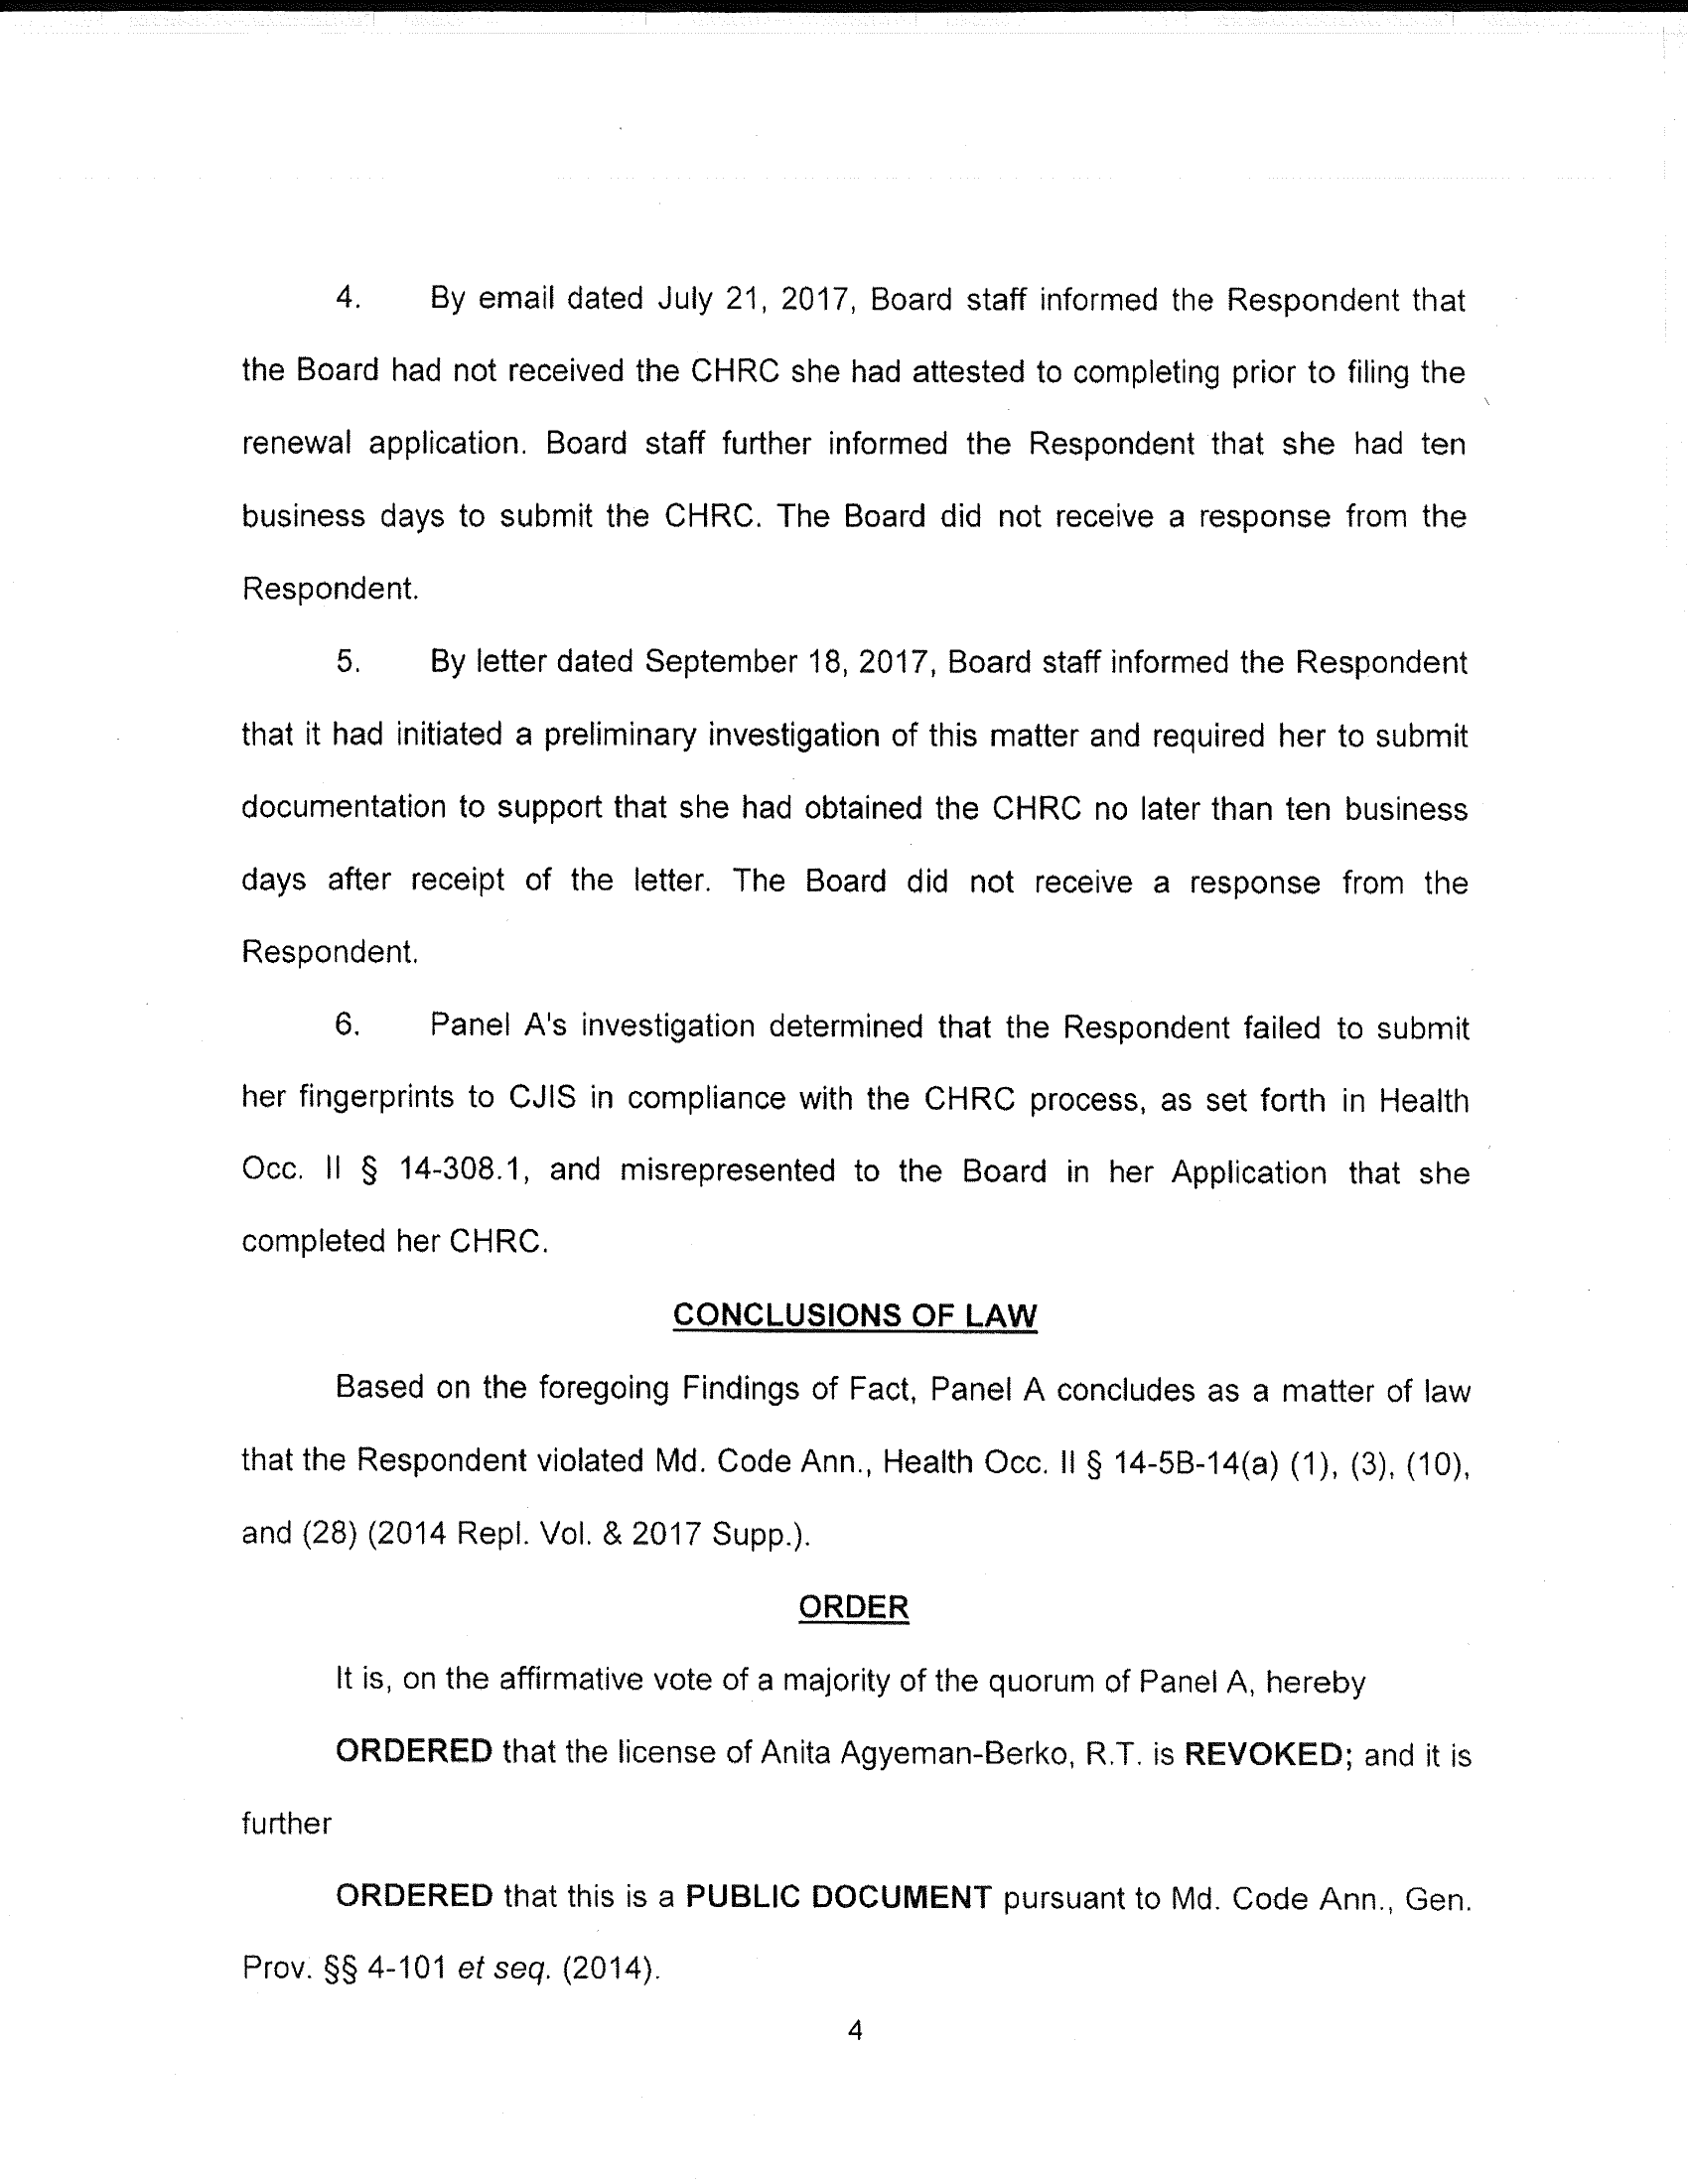 4. By email dated July 21, 2017, Board staff informed the Respondent that
the Board had not received the CHRC she had attested to completing prior to filing the
renewal application. Board staff further informed the Respondent that she had ten
business days to submit the CHRC. The Board did not receive a response from the
Respondent.
5. By letter dated September 18, 2017, Board staff informed the Respondent
that it had initiated a preliminary investigation of this matter and required her to submit
documentation to support that she had obtained the CHRC no later than ten business
days after receipt of the letter. The Board did not receive a response from the
Respondent.
6. Panel A's investigation determined that the Respondent failed to submit
her fingerprints to CJIS in compliance with the CHRC process, as set forth in Health
Occ. II § 14-308.1, and misrepresented to the Board in her Application that she
completed her CHRC.
CONCLUSIONS OF LAW
Based on the foregoing Findings of Fact, Panel A concludes as a matter of law
that the Respondent violated Md. Code Ann., Health Occ. II § 14-5B-14(a) (1), (3), (10),
and (28) (2014 Repl. Vol. & 2017 Supp.).
ORDER
It is, on the affirmative vote of a majority of the quorum of Panel A, hereby
ORDERED that the license of Anita Agyeman-Berko, R.T. is REVOKED; and it is
further
ORDERED that this is a PUBLIC DOCUMENT pursuant to Md. Code Ann., Gen.
Prov. §§ 4-101 et seq. (2014).
4